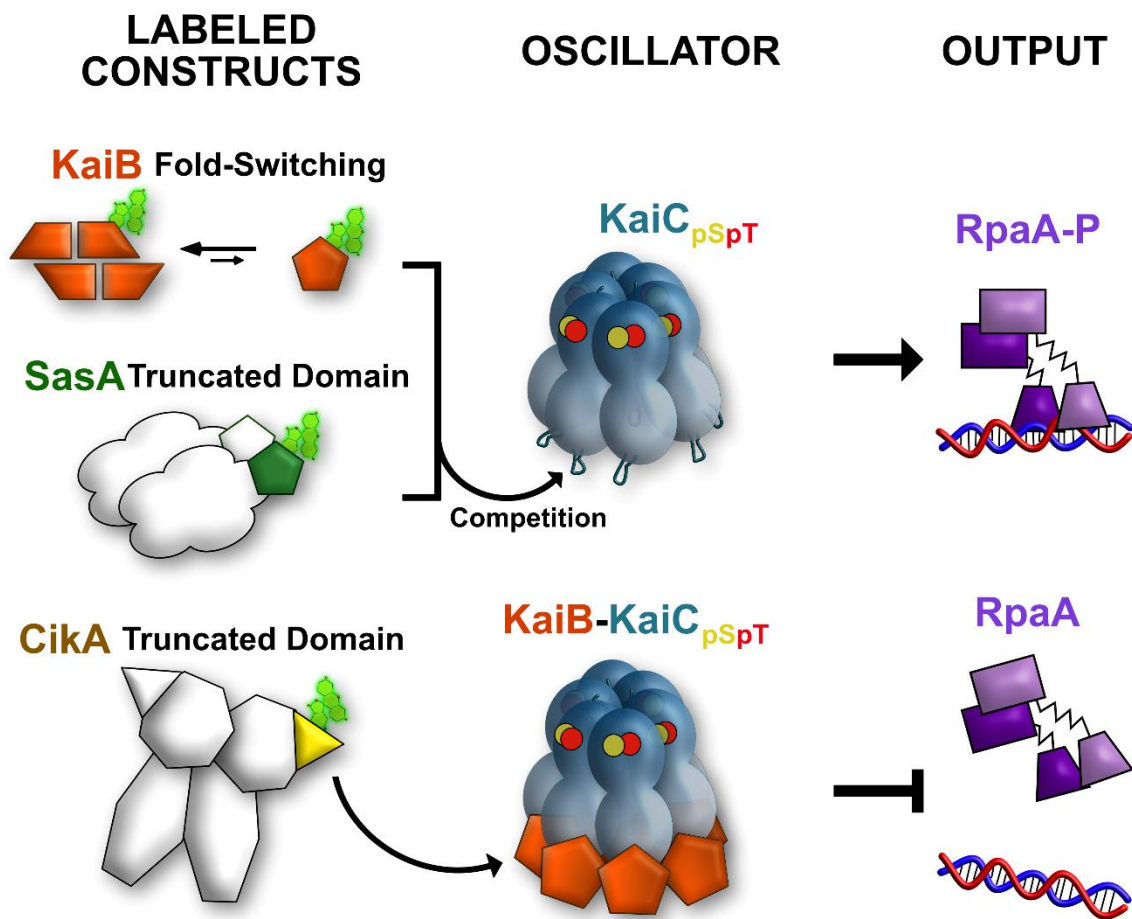 LABELED
CONSTRUCTS
OSCILLATOR
OUTPUT
KaiB Fold-Switching
KaiCpSpT
RpaA-P
SasA Truncated Domain
Competition
CikA Truncated Domain
KaiB-KaiCpSpT
RpaA